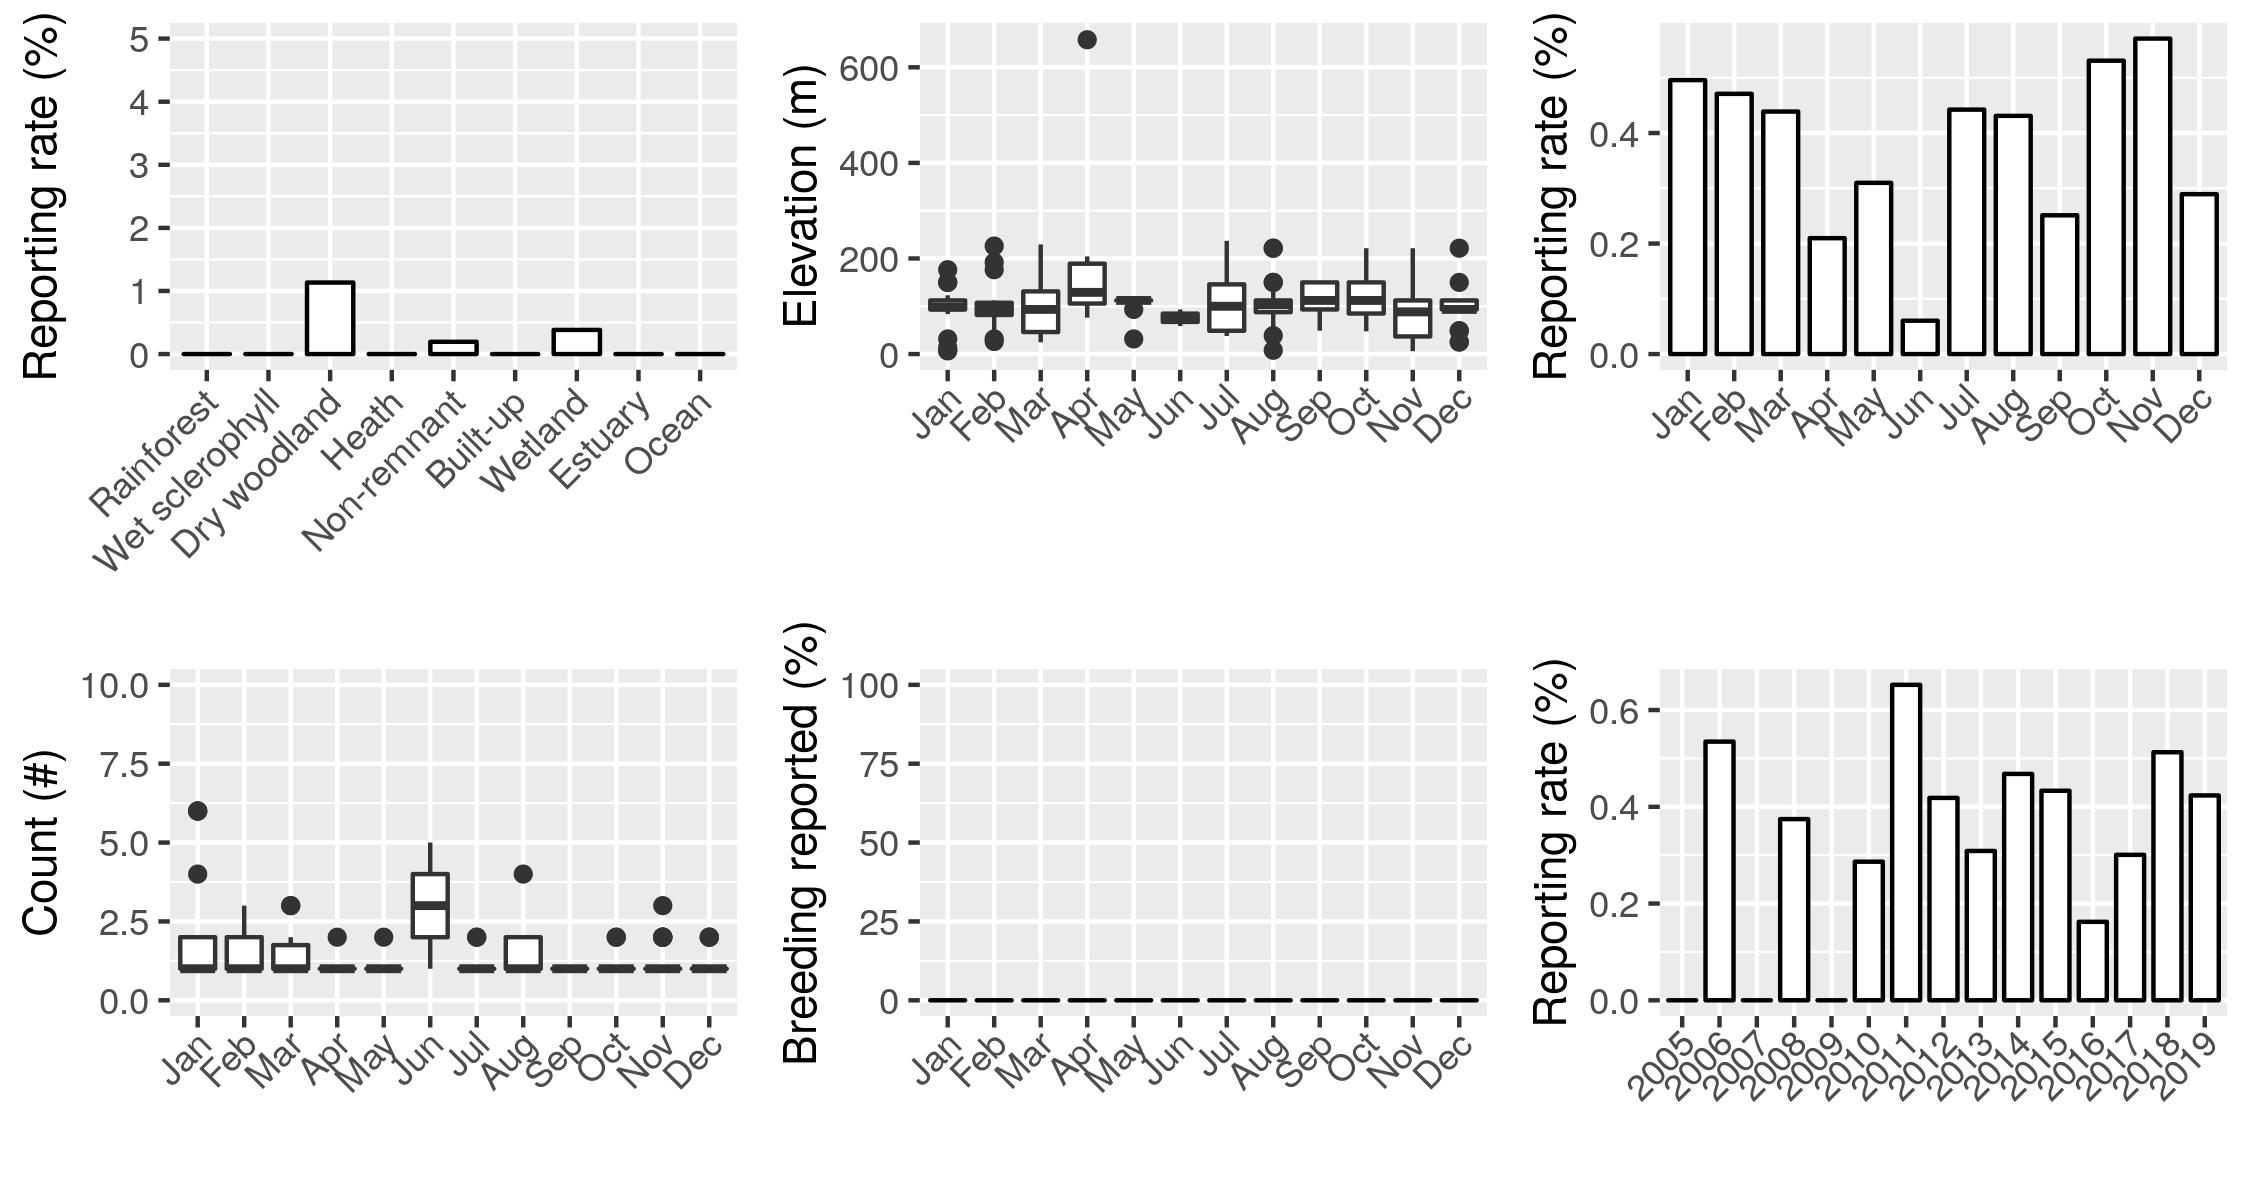 Reporting rate (%)
5
4
3
2
1
0
Rainforest
Wet sclerophyll
Dry woodland
Heath
Non-remnant
Built-up
Wetland
Estuary
Ocean
Elevation (m)
600
400
200
0
Jan
Feb
Mar
Apr
May
Jun
Jul
Aug
Sep
Oct
Nov
Dec
Reporting rate (%)
0.4
0.2
0.0
Jan
Feb
Mar
Apr
May
Jun
Jul
Aug
Sep
Oct
Nov
Dec
Count (#)
10.0
7.5
5.0
2.5
0.0
Jan
Feb
Mar
Apr
May
Jun
Jul
Aug
Sep
Oct
Nov
Dec
Breeding reported (%)
100
75
50
25
0
Jan
Feb
Mar
Apr
May
Jun
Jul
Aug
Sep
Oct
Nov
Dec
Reporting rate (%)
0.6
0.4
0.2
0.0
2005
2006
2007
2008
2009
2010
2011
2012
2013
2014
2015
2016
2017
2018
2019